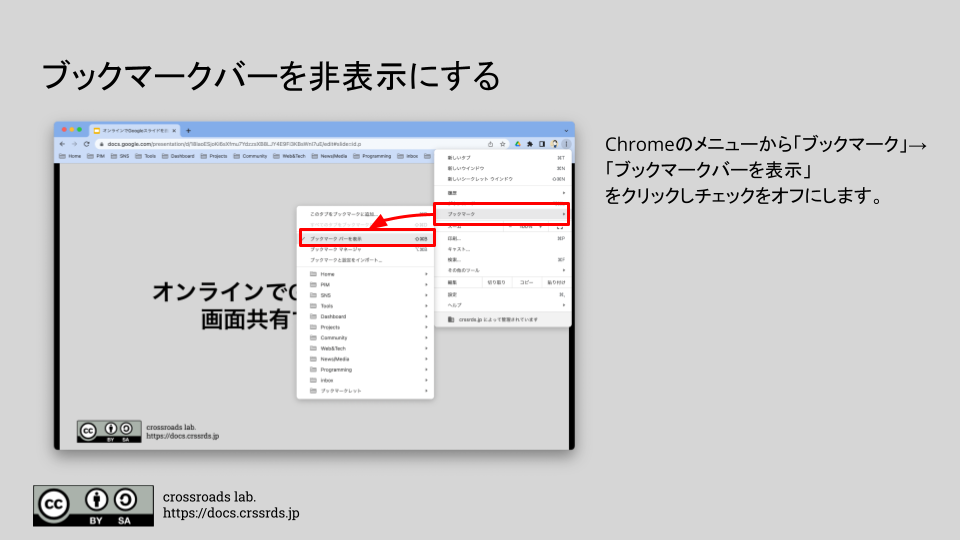 ブックマークバーを非表示にする
Chromeのメニューから「ブックマーク」→
「ブックマークバーを表示」
をクリックしチェックをオフにします。
オンラインでGoogleスライドを
Home PIM SNS Tools Dashboard Projects Community Web&Tech News/Media Programming Inbox
新しいタブ ⌘T
新しいウインドウ ⌘N
新しいシークレット ウインドウ ⇧⌘N
履歴
ブックマーク
印刷... ⌘P
キャスト...
検索... ⌘F
その他のツール
編集 切り取り コピー 貼り付け
設定 ⌘,
ヘルプ
crssrds.jp によって管理されています
このタブをブックマークに追加...
ブックマーク バーを表示 ⇧⌘B
ブックマーク マネージャ
ブックマークと設定をインポート...
Home
PIM
SNS
Tools
Dashboard
Projects
Community
Web&Tech
News/Media
Programming
Inbox
ブックマークレット
オンラインで
画面共有
cc BY SA
crossroads lab.
https://docs.crssrds.jp
cc BY SA
crossroads lab.
https://docs.crssrds.jp